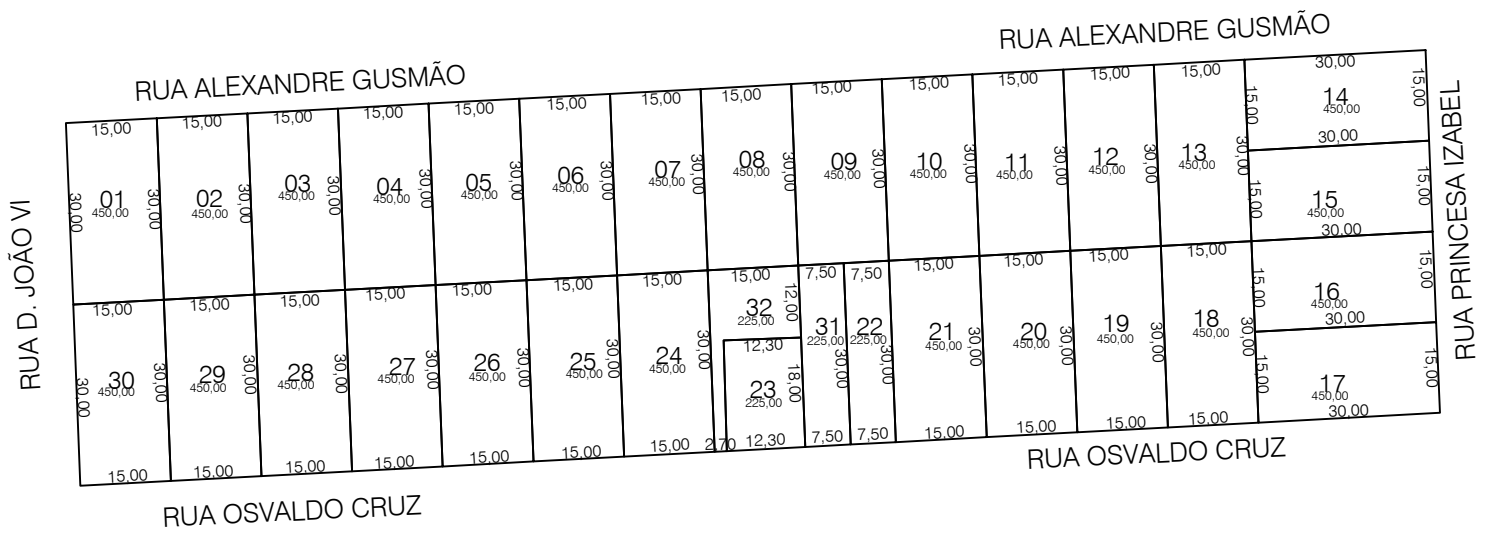 RUA ALEXANDRE GUSMÃO
RUA ALEXANDRE GUSMÃO
RUA D. JOÃO VI
RUA PRINCESA IZABEL
15,00 15,00 15,00 15,00 15,00 15,00 15,00 15,00 15,00 15,00 15,00 15,00 15,00 30,00
30,00 01 30,00 02 30,00 03 30,00 04 30,00 05 30,00 06 30,00 07 30,00 08 30,00 09 30,00 10 30,00 11 30,00 12 30,00 13 30,00
450,00 450,00 450,00 450,00 450,00 450,00 450,00 450,00 450,00 450,00 450,00 450,00 450,00
15,00 14 15,00
450,00
30,00
15,00 15 15,00
450,00
30,00
15,00 16 15,00
450,00
30,00
15,00 17 15,00
450,00
30,00
15,00 15,00 15,00 15,00 15,00 15,00 15,00 15,00 7,50 7,50 15,00 15,00 15,00 15,00
32 12,00
225,00
12,30
30,00 30 30,00 29 30,00 28 30,00 27 30,00 26 30,00 25 30,00 24 30,00 23 18,00 31 30,00 22 30,00 21 30,00 20 30,00 19 30,00 18 30,00
450,00 450,00 450,00 450,00 450,00 450,00 450,00 225,00 225,00 225,00 450,00 450,00 450,00 450,00
15,00 15,00 15,00 15,00 15,00 15,00 15,00 2,70 12,30 7,50 7,50 15,00 15,00 15,00 15,00
RUA OSVALDO CRUZ
RUA OSVALDO CRUZ